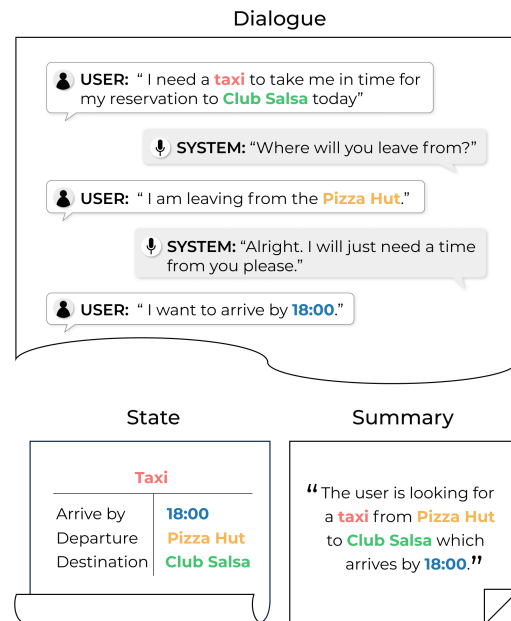 Dialogue
USER: “ I need a taxi to take me in time for
my reservation to Club Salsa today”
SYSTEM: “Where will you leave from?”
USER: “ I am leaving from the Pizza Hut.”
SYSTEM: “Alright. I will just need a time
from you please.”
USER: “ I want to arrive by 18:00.”
State
Taxi
Arrive by 18:00
Departure Pizza Hut
Destination Club Salsa
Summary
“ The user is looking for
a taxi from Pizza Hut
to Club Salsa which
arrives by 18:00.”